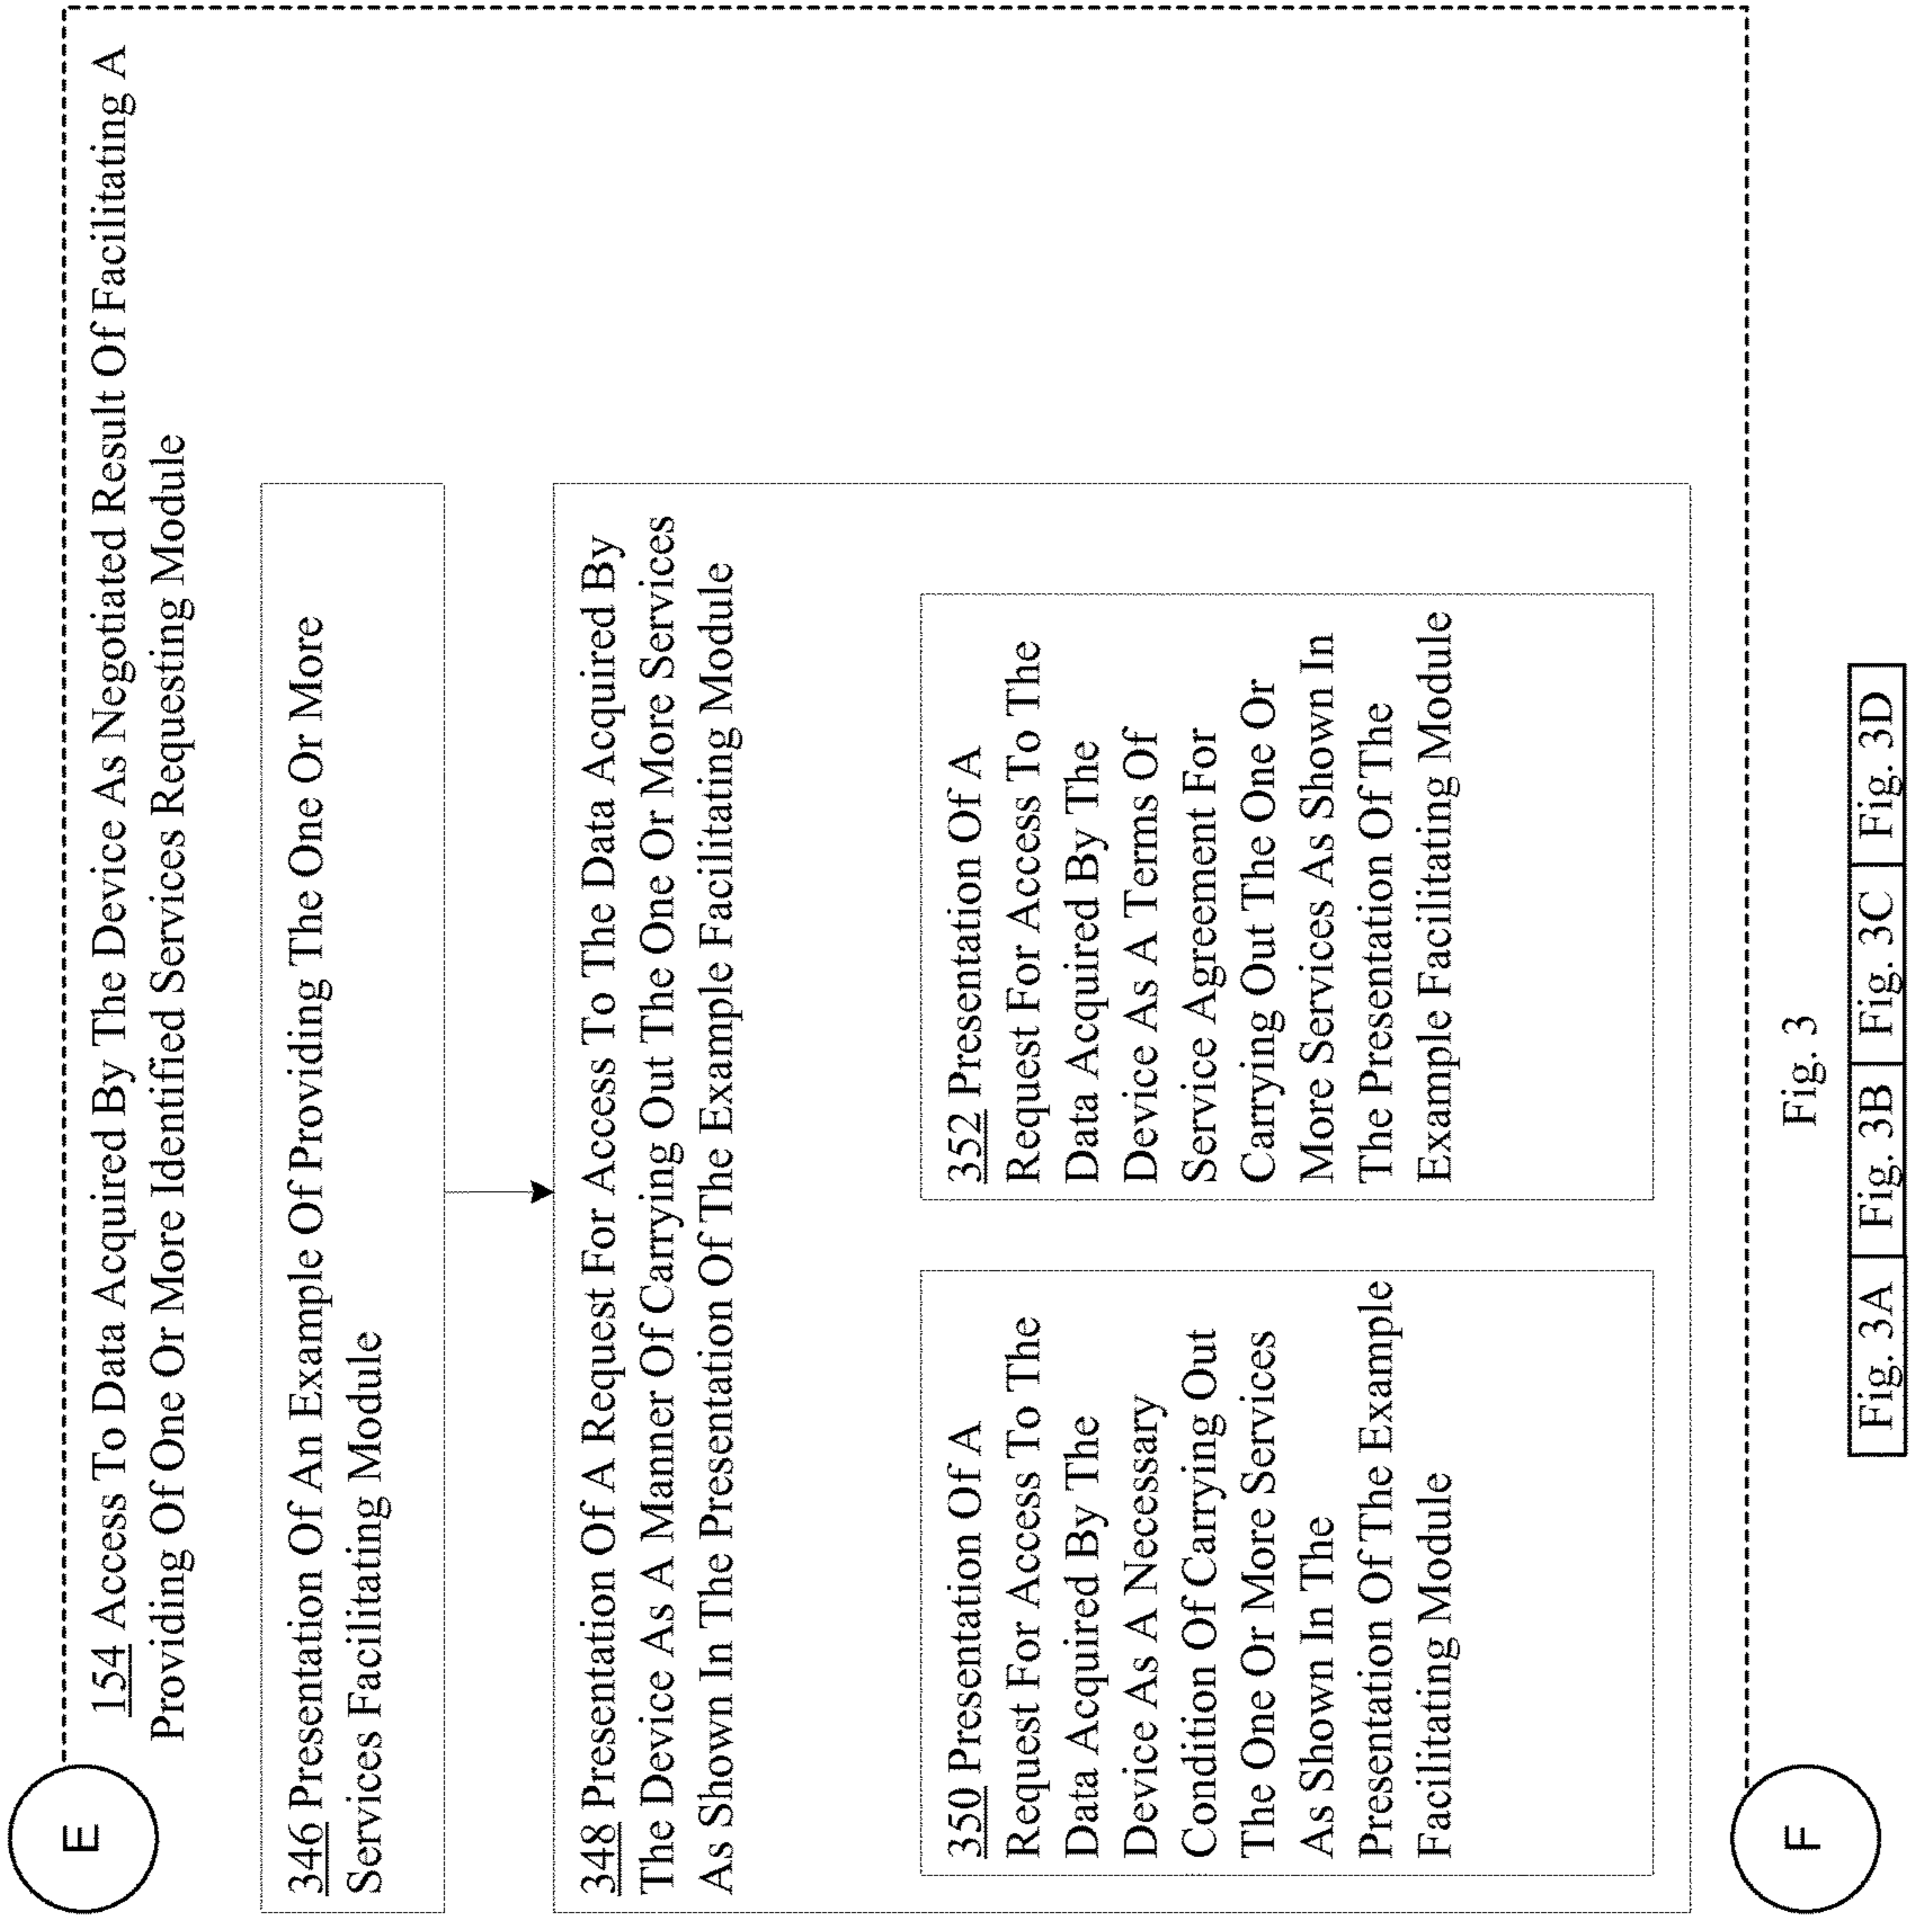 E
154 Access To Data Acquired By The Device As Negotiated Result Of Facilitating A
Providing Of One Or More Identified Services Requesting Module
346 Presentation Of An Example Of Providing The One Or More
Services Facilitating Module
348 Presentation Of A Request For Access To The Data Acquired By
The Device As A Manner Of Carrying Out The One Or More Services
As Shown In The Presentation Of The Example Facilitating Module
350 Presentation Of A
Request For Access To The
Data Acquired By The
Device As A Necessary
Condition Of Carrying Out
The One Or More Services
As Shown In The
Presentation Of The Example
Facilitating Module
352 Presentation Of A
Request For Access To The
Data Acquired By The
Device As A Terms Of
Service Agreement For
Carrying Out The One Or
More Services As Shown In
The Presentation Of The
Example Facilitating Module
F
Fig. 3
Fig. 3A Fig. 3B Fig. 3C Fig. 3D